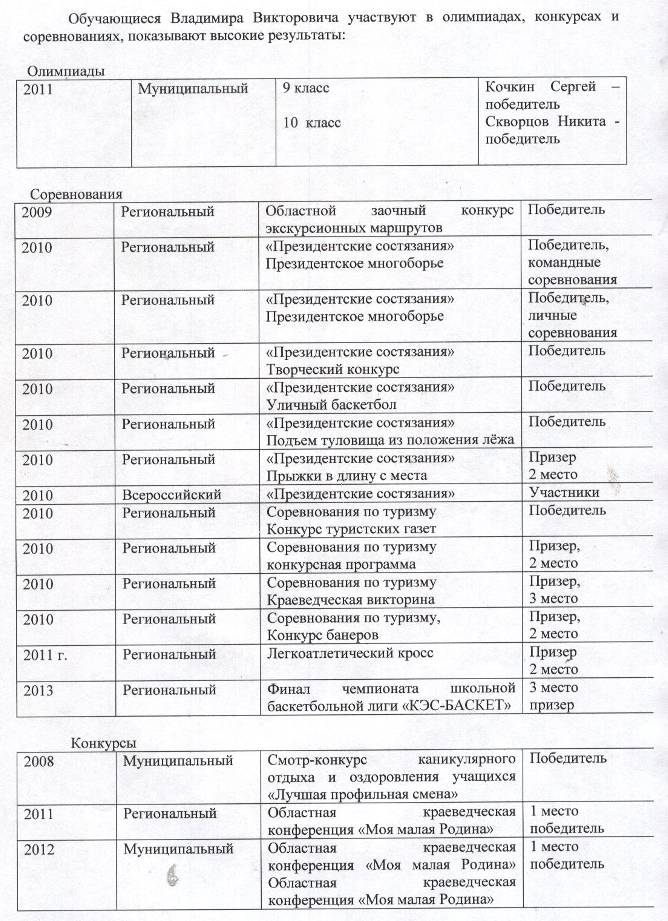 Обучающиеся Владимира Викторовича участвуют в олимпиадах, конкурсах и
соревнованиях, показывают высокие результаты:
Олимпиады
2011 Муниципальный 9 класс Кочкин Сергей –
победитель
10 класс Скворцов Никита -
победитель
Соревнования
2009 Региональный Областной заочный конкурс Победитель
экскурсионных маршрутов
2010 Региональный «Президентские состязания» Победитель,
Президентское многоборье командные
соревнования
2010 Региональный «Президентские состязания» Победитель,
Президентское многоборье личные
соревнования
2010 Региональный «Президентские состязания» Победитель
Творческий конкурс
2010 Региональный «Президентские состязания» Победитель
Уличный баскетбол
2010 Региональный «Президентские состязания» Победитель
Подъем туловища из положения лёжа
2010 Региональный «Президентские состязания» Призер
Прыжки в длину с места 2 место
2010 Всероссийский «Президентские состязания» Участники
2010 Региональный Соревнования по туризму Победитель
Конкурс туристских газет
2010 Региональный Соревнования по туризму Призер,
конкурсная программа 2 место
2010 Региональный Соревнования по туризму Призер,
Краеведческая викторина 3 место
2010 Региональный Соревнования по туризму, Призер,
Конкурс банеров 2 место
2011 г. Региональный Легкоатлетический кросс Призер
2 место
2013 Региональный Финал чемпионата школьной 3 место
баскетбольной лиги «КЭС-БАСКЕТ» призер
Конкурсы
2008 Муниципальный Смотр-конкурс каникулярного Победитель
отдыха и оздоровления учащихся
«Лучшая профильная смена»
2011 Региональный Областная краеведческая 1 место
конференция «Моя малая Родина» победитель
2012 Муниципальный Областная краеведческая 1 место
конференция «Моя малая Родина» победитель
Областная краеведческая
конференция «Моя малая Родина»